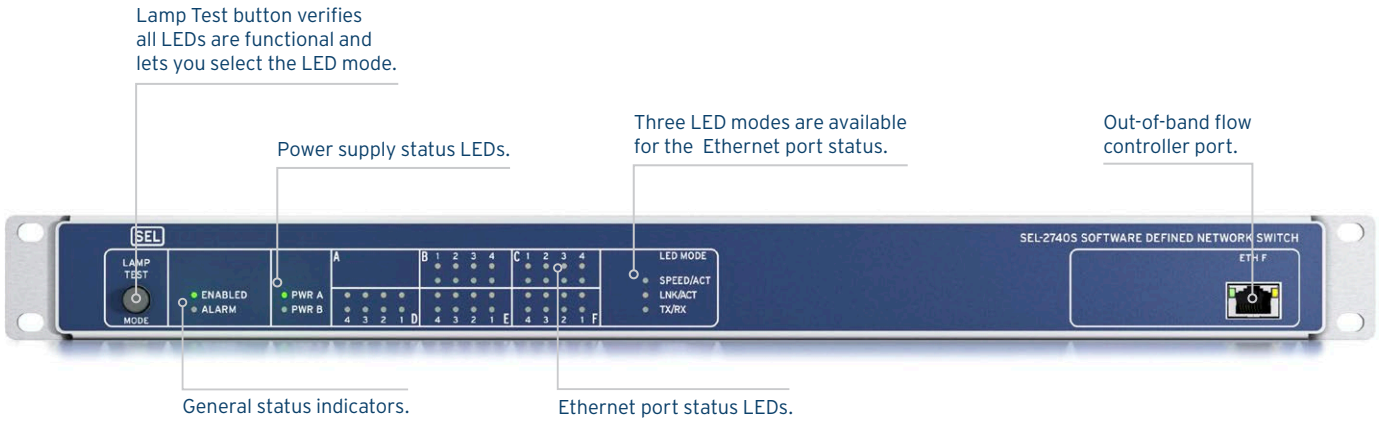 Lamp Test button verifies
all LEDs are functional and
lets you select the LED mode.
Power supply status LEDs.
Three LED modes are available
for the Ethernet port status.
Out-of-band flow
controller port.
SEL
SEL-2740S SOFTWARE DEFINED NETWORK SWITCH
LAMP
TEST
MODE
ENABLED
ALARM
PWR A
PWR B
A
B 1 2 3 4
C 1 2 3 4
4 3 2 1 D
4 3 2 1 E
4 3 2 1 F
LED MODE
SPEED/ACT
LNK/ACT
TX/RX
ETH F
General status indicators.
Ethernet port status LEDs.